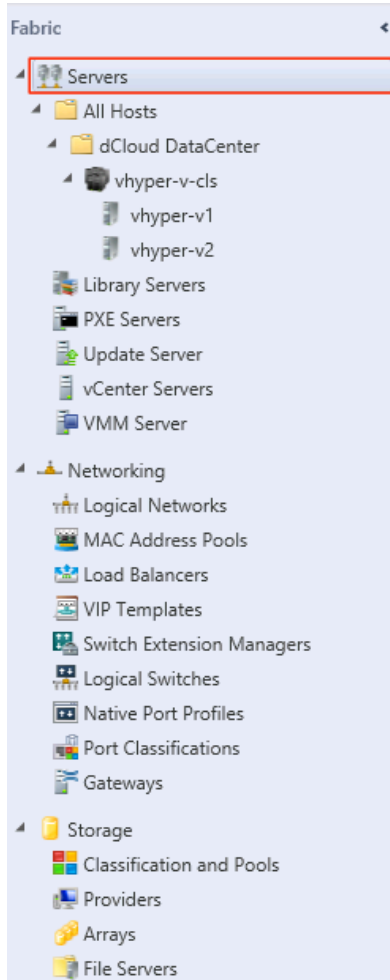 Fabric
Servers
All Hosts
dCloud DataCenter
vhyper-v-cls
vhyper-v1
vhyper-v2
Library Servers
PXE Servers
Update Server
vCenter Servers
VMM Server
Networking
Logical Networks
MAC Address Pools
Load Balancers
VIP Templates
Switch Extension Managers
Logical Switches
Native Port Profiles
Port Classifications
Gateways
Storage
Classification and Pools
Providers
Arrays
File Servers